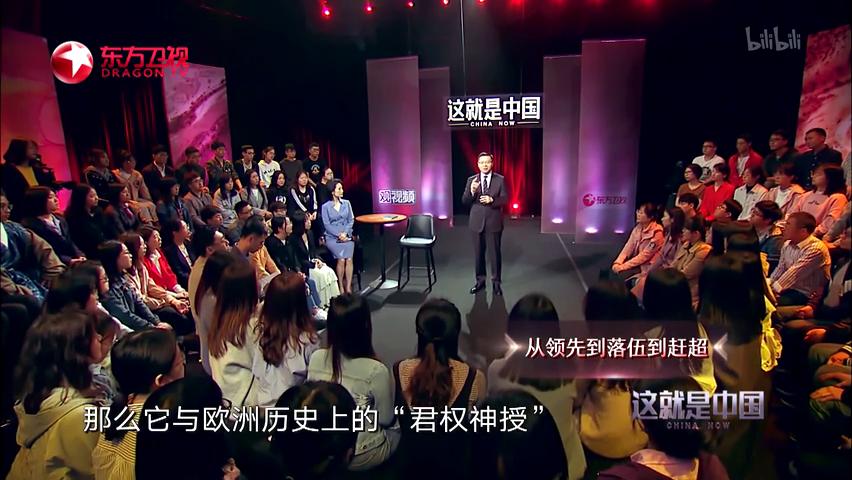 东方卫视
DRAGON TV
bilibili
这就是中国
CHINA NOW
观视频
东方卫视
从领先到落伍到赶超
那么它与欧洲历史上的“君权神授”
这就是中国
CHINA NOW